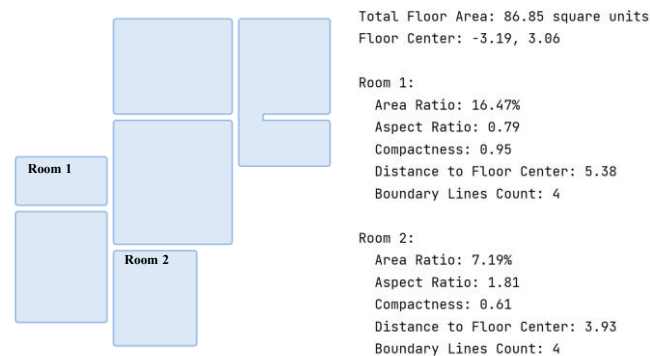 Total Floor Area: 86.85 square units
Floor Center: -3.19, 3.06
Room 1:
Area Ratio: 16.47%
Aspect Ratio: 0.79
Compactness: 0.95
Distance to Floor Center: 5.38
Boundary Lines Count: 4
Room 2:
Area Ratio: 7.19%
Aspect Ratio: 1.81
Compactness: 0.61
Distance to Floor Center: 3.93
Boundary Lines Count: 4
Room 1
Room 2